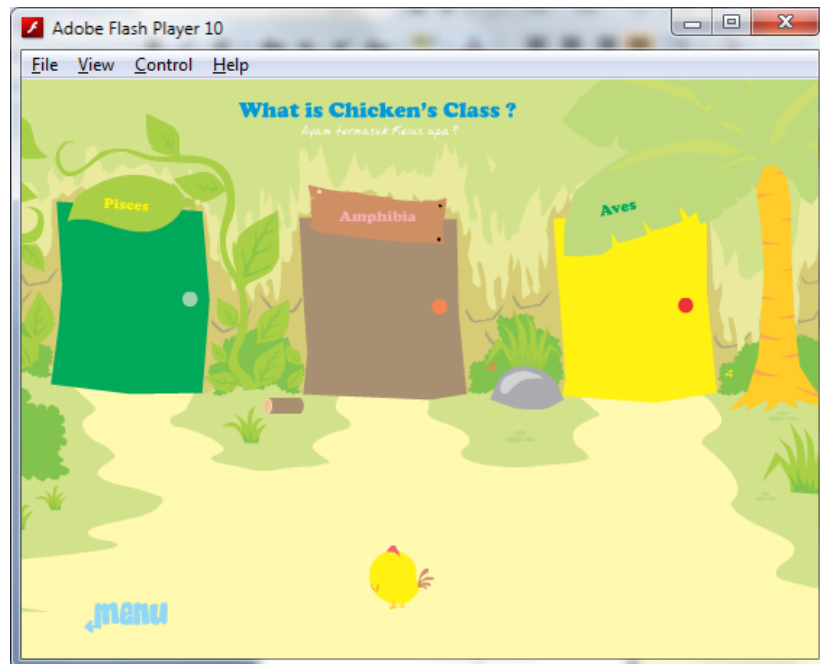 Adobe Flash Player 10
File View Control Help
What is Chicken's Class ?
Ayam termasuk Kelas apa ?
Pisces
Amphibia
Aves
menu